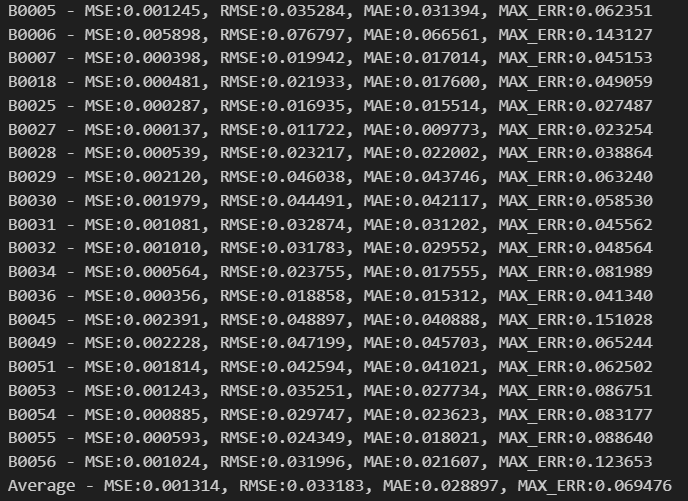 B0005 - MSE:0.001245, RMSE:0.035284, MAE:0.031394, MAX_ERR:0.062351
B0006 - MSE:0.005898, RMSE:0.076797, MAE:0.066561, MAX_ERR:0.143127
B0007 - MSE:0.000398, RMSE:0.019942, MAE:0.017014, MAX_ERR:0.045153
B0018 - MSE:0.000481, RMSE:0.021933, MAE:0.017600, MAX_ERR:0.049059
B0025 - MSE:0.000287, RMSE:0.016935, MAE:0.015514, MAX_ERR:0.027487
B0027 - MSE:0.000137, RMSE:0.011722, MAE:0.009773, MAX_ERR:0.023254
B0028 - MSE:0.000539, RMSE:0.023217, MAE:0.022002, MAX_ERR:0.038864
B0029 - MSE:0.002120, RMSE:0.046038, MAE:0.043746, MAX_ERR:0.063240
B0030 - MSE:0.001979, RMSE:0.044491, MAE:0.042117, MAX_ERR:0.058530
B0031 - MSE:0.001081, RMSE:0.032874, MAE:0.031202, MAX_ERR:0.045562
B0032 - MSE:0.001010, RMSE:0.031783, MAE:0.029552, MAX_ERR:0.048564
B0034 - MSE:0.000564, RMSE:0.023755, MAE:0.017555, MAX_ERR:0.081989
B0036 - MSE:0.000356, RMSE:0.018858, MAE:0.015312, MAX_ERR:0.041340
B0045 - MSE:0.002391, RMSE:0.048897, MAE:0.040888, MAX_ERR:0.151028
B0049 - MSE:0.002228, RMSE:0.047199, MAE:0.045703, MAX_ERR:0.065244
B0051 - MSE:0.001814, RMSE:0.042594, MAE:0.041021, MAX_ERR:0.062502
B0053 - MSE:0.001243, RMSE:0.035251, MAE:0.027734, MAX_ERR:0.086751
B0054 - MSE:0.000885, RMSE:0.029747, MAE:0.023623, MAX_ERR:0.083177
B0055 - MSE:0.000593, RMSE:0.024349, MAE:0.018021, MAX_ERR:0.088640
B0056 - MSE:0.001024, RMSE:0.031996, MAE:0.021607, MAX_ERR:0.123653
Average - MSE:0.001314, RMSE:0.033183, MAE:0.028897, MAX_ERR:0.069476